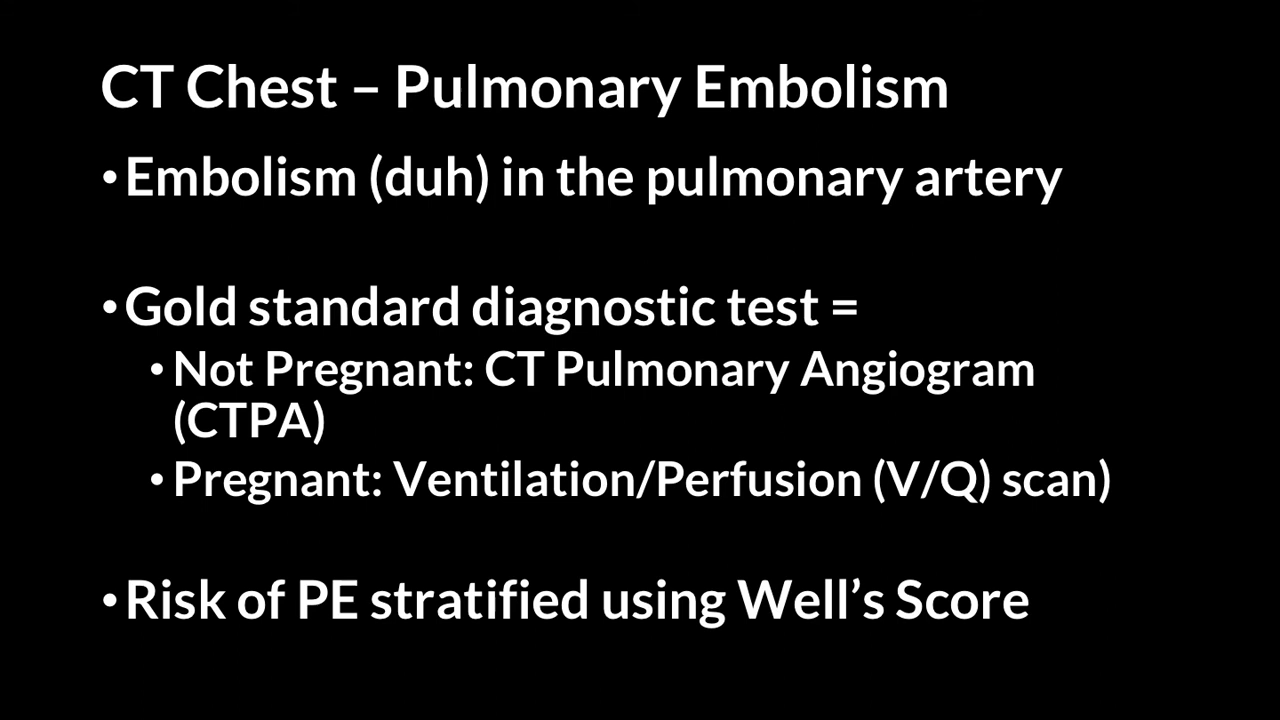 CT Chest – Pulmonary Embolism
•Embolism (duh) in the pulmonary artery
•Gold standard diagnostic test =
•Not Pregnant: CT Pulmonary Angiogram
(CTPA)
•Pregnant: Ventilation/Perfusion (V/Q) scan)
•Risk of PE stratified using Well’s Score